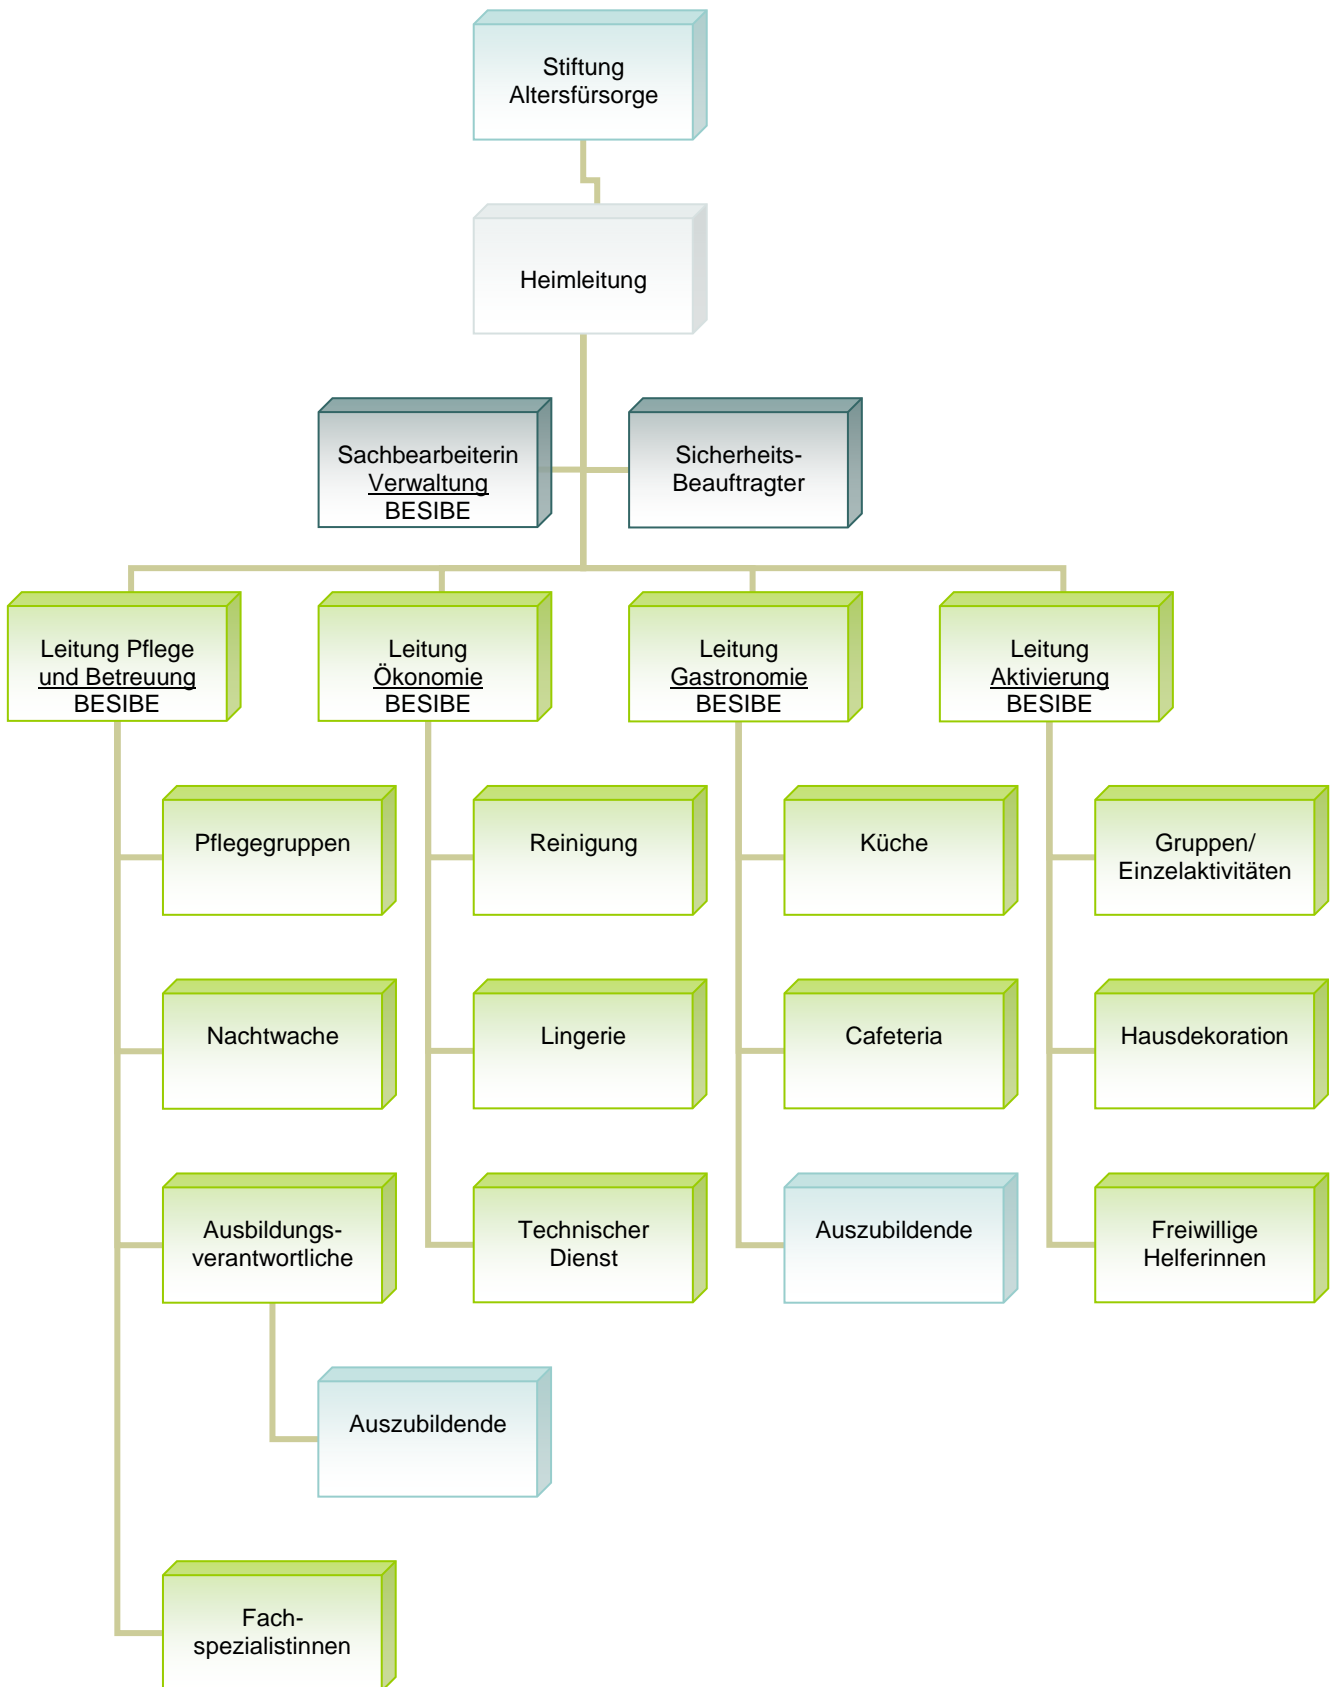 Stiftung
Altersfürsorge
Heimleitung
Sachbearbeiterin
Verwaltung
BESIBE
Sicherheits-
Beauftragter
Leitung Pflege
und Betreuung
BESIBE
Leitung
Ökonomie
BESIBE
Leitung
Gastronomie
BESIBE
Leitung
Aktivierung
BESIBE
Pflegegruppen
Reinigung
Küche
Gruppen/
Einzelaktivitäten
Nachtwache
Lingerie
Cafeteria
Hausdekoration
Ausbildungs-
verantwortliche
Technischer
Dienst
Auszubildende
Freiwillige
Helferinnen
Auszubildende
Fach-
spezialistinnen